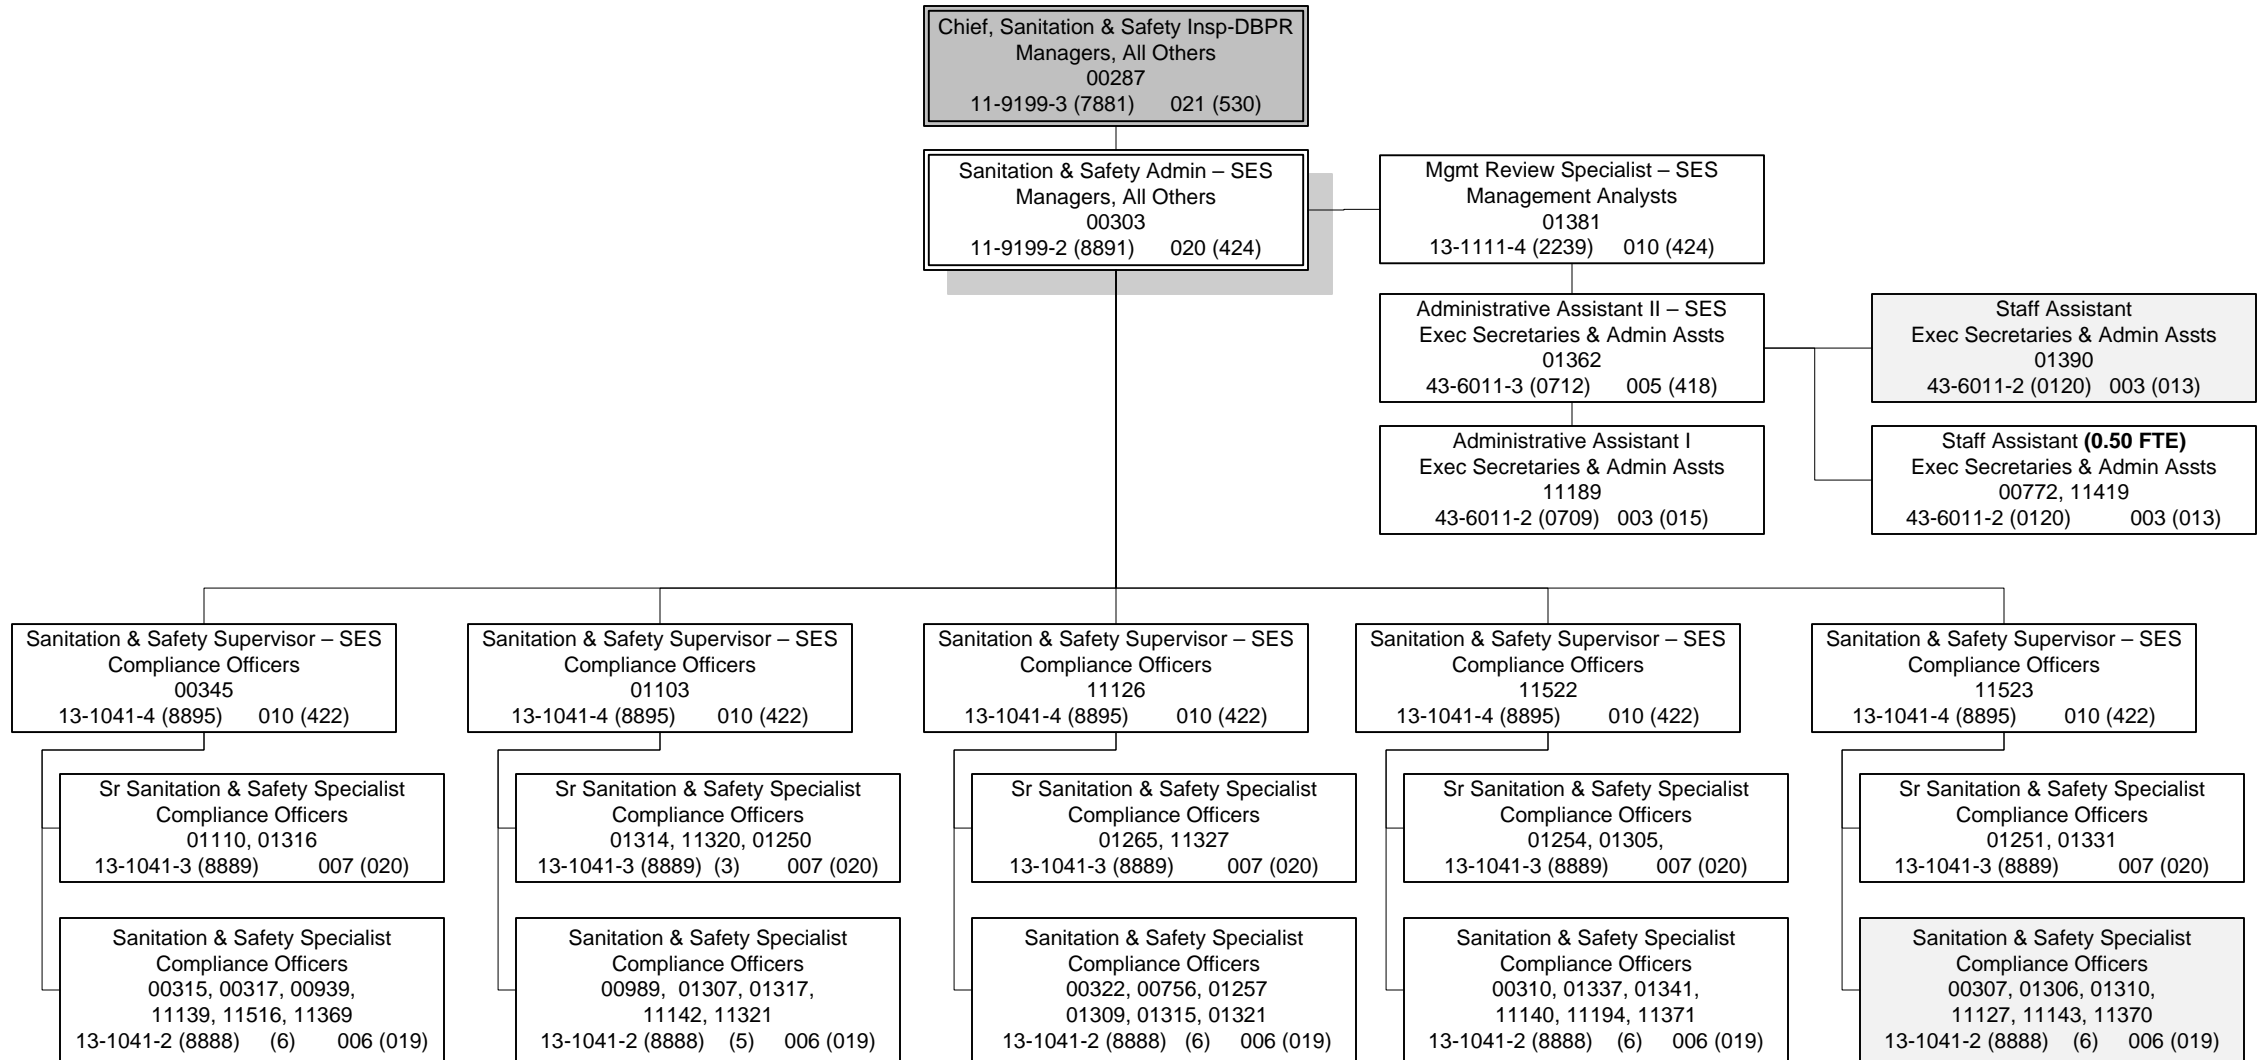 Chief, Sanitation & Safety Insp-DBPR
Managers, All Others
00287
11-9199-3 (7881) 021 (530)
Sanitation & Safety Admin – SES
Managers, All Others
00303
11-9199-2 (8891) 020 (424)
Mgmt Review Specialist – SES
Management Analysts
01381
13-1111-4 (2239) 010 (424)
Administrative Assistant II – SES
Exec Secretaries & Admin Assts
01362
43-6011-3 (0712) 005 (418)
Staff Assistant
Exec Secretaries & Admin Assts
01390
43-6011-2 (0120) 003 (013)
Administrative Assistant I
Exec Secretaries & Admin Assts
11189
43-6011-2 (0709) 003 (015)
Staff Assistant (0.50 FTE)
Exec Secretaries & Admin Assts
00772, 11419
43-6011-2 (0120) 003 (013)
Sanitation & Safety Supervisor – SES
Compliance Officers
00345
13-1041-4 (8895) 010 (422)
Sanitation & Safety Supervisor – SES
Compliance Officers
01103
13-1041-4 (8895) 010 (422)
Sanitation & Safety Supervisor – SES
Compliance Officers
11126
13-1041-4 (8895) 010 (422)
Sanitation & Safety Supervisor – SES
Compliance Officers
11522
13-1041-4 (8895) 010 (422)
Sanitation & Safety Supervisor – SES
Compliance Officers
11523
13-1041-4 (8895) 010 (422)
Sr Sanitation & Safety Specialist
Compliance Officers
01110, 01316
13-1041-3 (8889) 007 (020)
Sr Sanitation & Safety Specialist
Compliance Officers
01314, 11320, 01250
13-1041-3 (8889) (3) 007 (020)
Sr Sanitation & Safety Specialist
Compliance Officers
01265, 11327
13-1041-3 (8889) 007 (020)
Sr Sanitation & Safety Specialist
Compliance Officers
01254, 01305,
13-1041-3 (8889) 007 (020)
Sr Sanitation & Safety Specialist
Compliance Officers
01251, 01331
13-1041-3 (8889) 007 (020)
Sanitation & Safety Specialist
Compliance Officers
00315, 00317, 00939,
11139, 11516, 11369
13-1041-2 (8888) (6) 006 (019)
Sanitation & Safety Specialist
Compliance Officers
00989, 01307, 01317,
11142, 11321
13-1041-2 (8888) (5) 006 (019)
Sanitation & Safety Specialist
Compliance Officers
00322, 00756, 01257
01309, 01315, 01321
13-1041-2 (8888) (6) 006 (019)
Sanitation & Safety Specialist
Compliance Officers
00310, 01337, 01341,
11140, 11194, 11371
13-1041-2 (8888) (6) 006 (019)
Sanitation & Safety Specialist
Compliance Officers
00307, 01306, 01310,
11127, 11143, 11370
13-1041-2 (8888) (6) 006 (019)